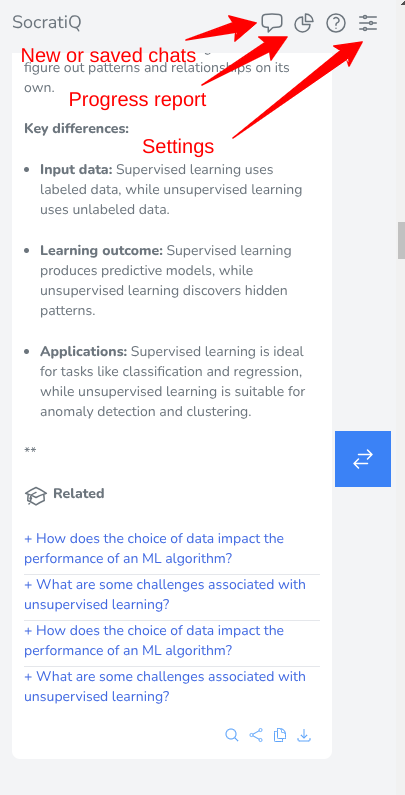 SocratiQ
New or saved chats
figure out patterns and relationships on its
own.
Progress report
Key differences:
Settings
Input data: Supervised learning uses
labeled data, while unsupervised learning
uses unlabeled data.
Learning outcome: Supervised learning
produces predictive models, while
unsupervised learning discovers hidden
patterns.
Applications: Supervised learning is ideal
for tasks like classification and regression,
while unsupervised learning is suitable for
anomaly detection and clustering.
**
Related
+ How does the choice of data impact the
performance of an ML algorithm?
+ What are some challenges associated with
unsupervised learning?
+ How does the choice of data impact the
performance of an ML algorithm?
+ What are some challenges associated with
unsupervised learning?